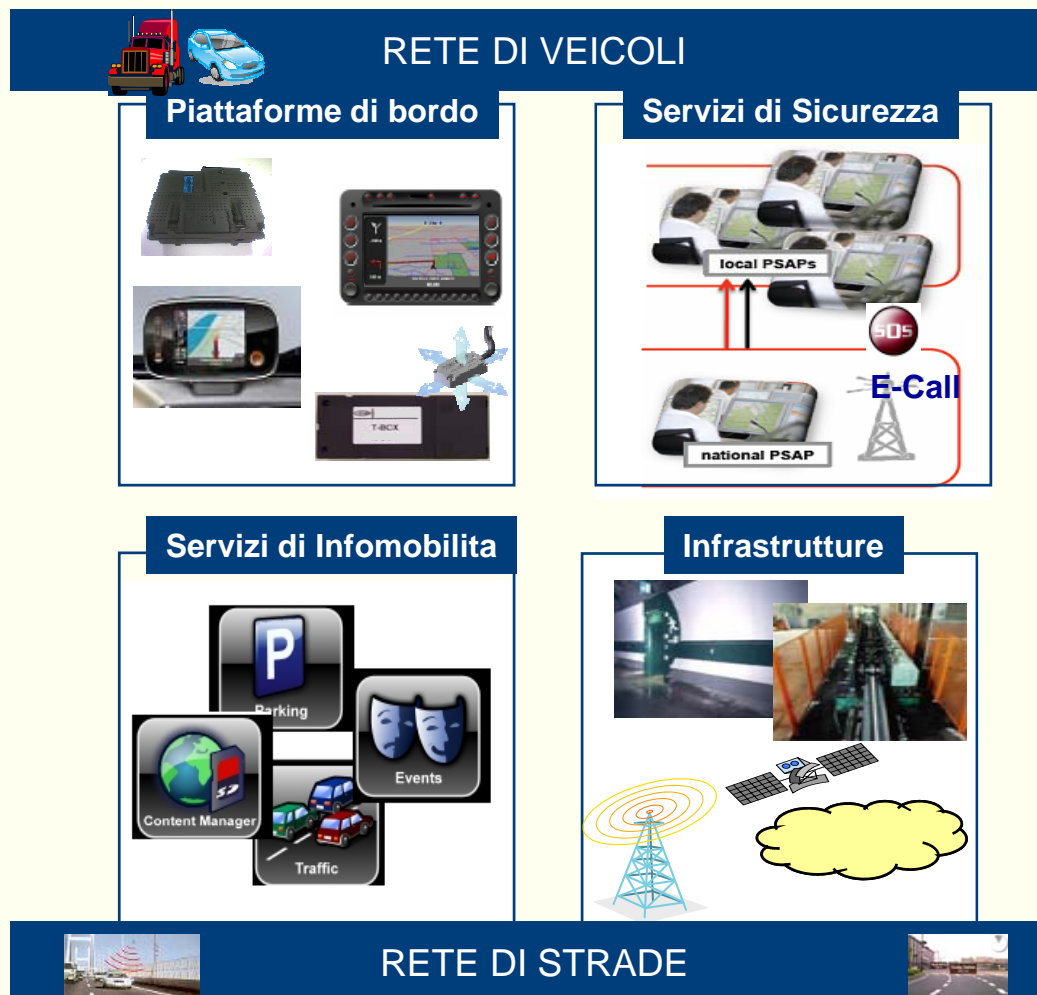 RETE DI VEICOLI
Piattaforme di bordo
Servizi di Sicurezza
local PSAPs
SOS
E-Call
T-BOX
national PSAP
Servizi di Infomobilita
Infrastrutture
P
Parking
Events
Content Manager
Traffic
RETE DI STRADE